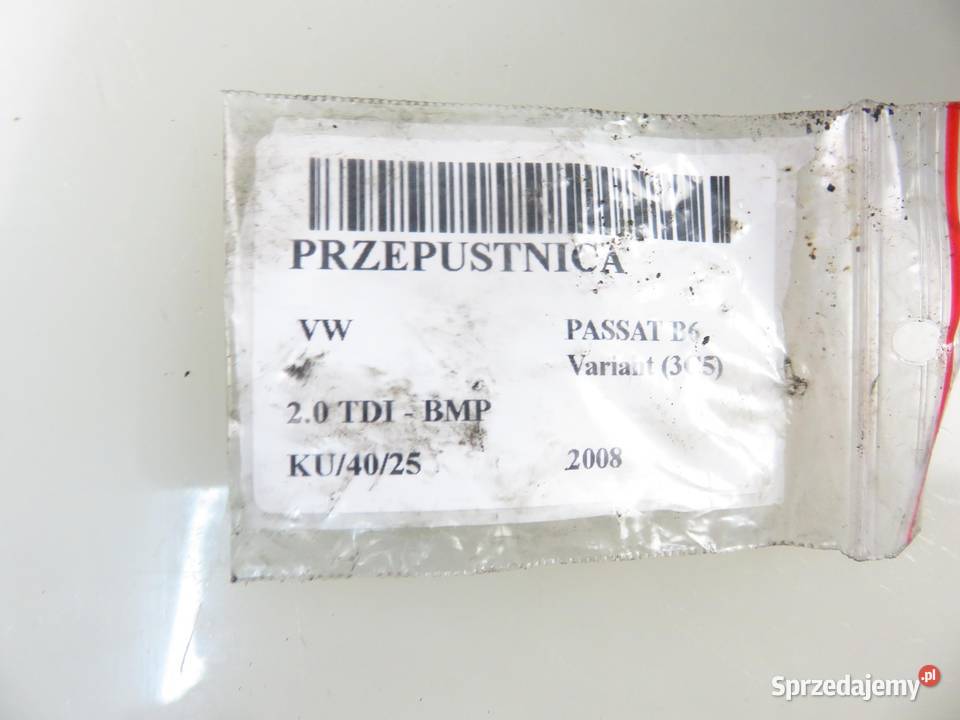 PRZEPUSTNICA
VW
PASSAT B6
Variant (3C5)
2.0 TDI - BMP
KU/40/25
2008
Sprzedajemy.pl